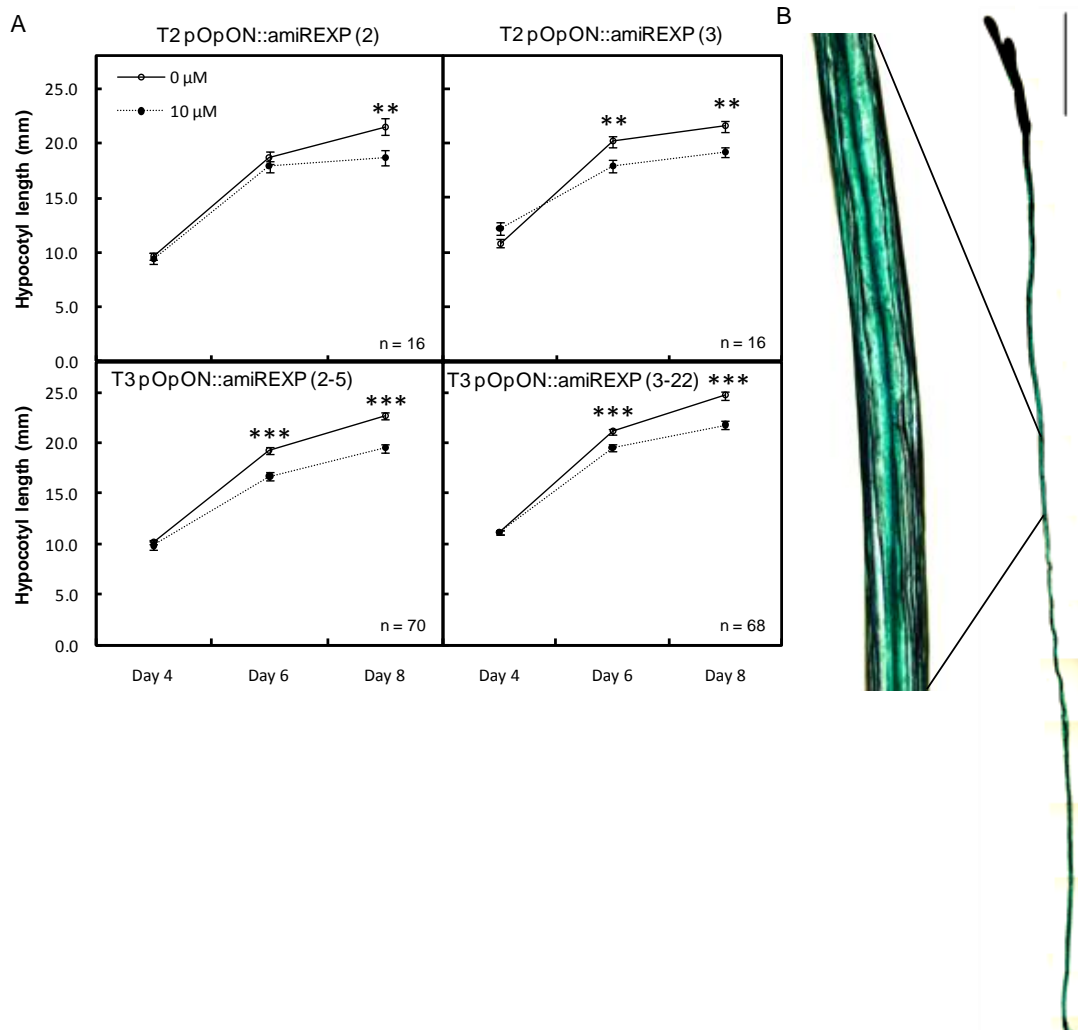 A
B
T2 pOpON::amiREXP (2)
T2 pOpON::amiREXP (3)
0 µM
10 µM
Hypocotyl length (mm)
25.0
20.0
15.0
10.0
5.0
0.0
**
n = 16
**
**
n = 16
T3 pOpON::amiREXP (2-5)
T3 pOpON::amiREXP (3-22)
Hypocotyl length (mm)
25.0
20.0
15.0
10.0
5.0
0.0
***
***
n = 70
***
***
n = 68
Day 4
Day 6
Day 8
Day 4
Day 6
Day 8